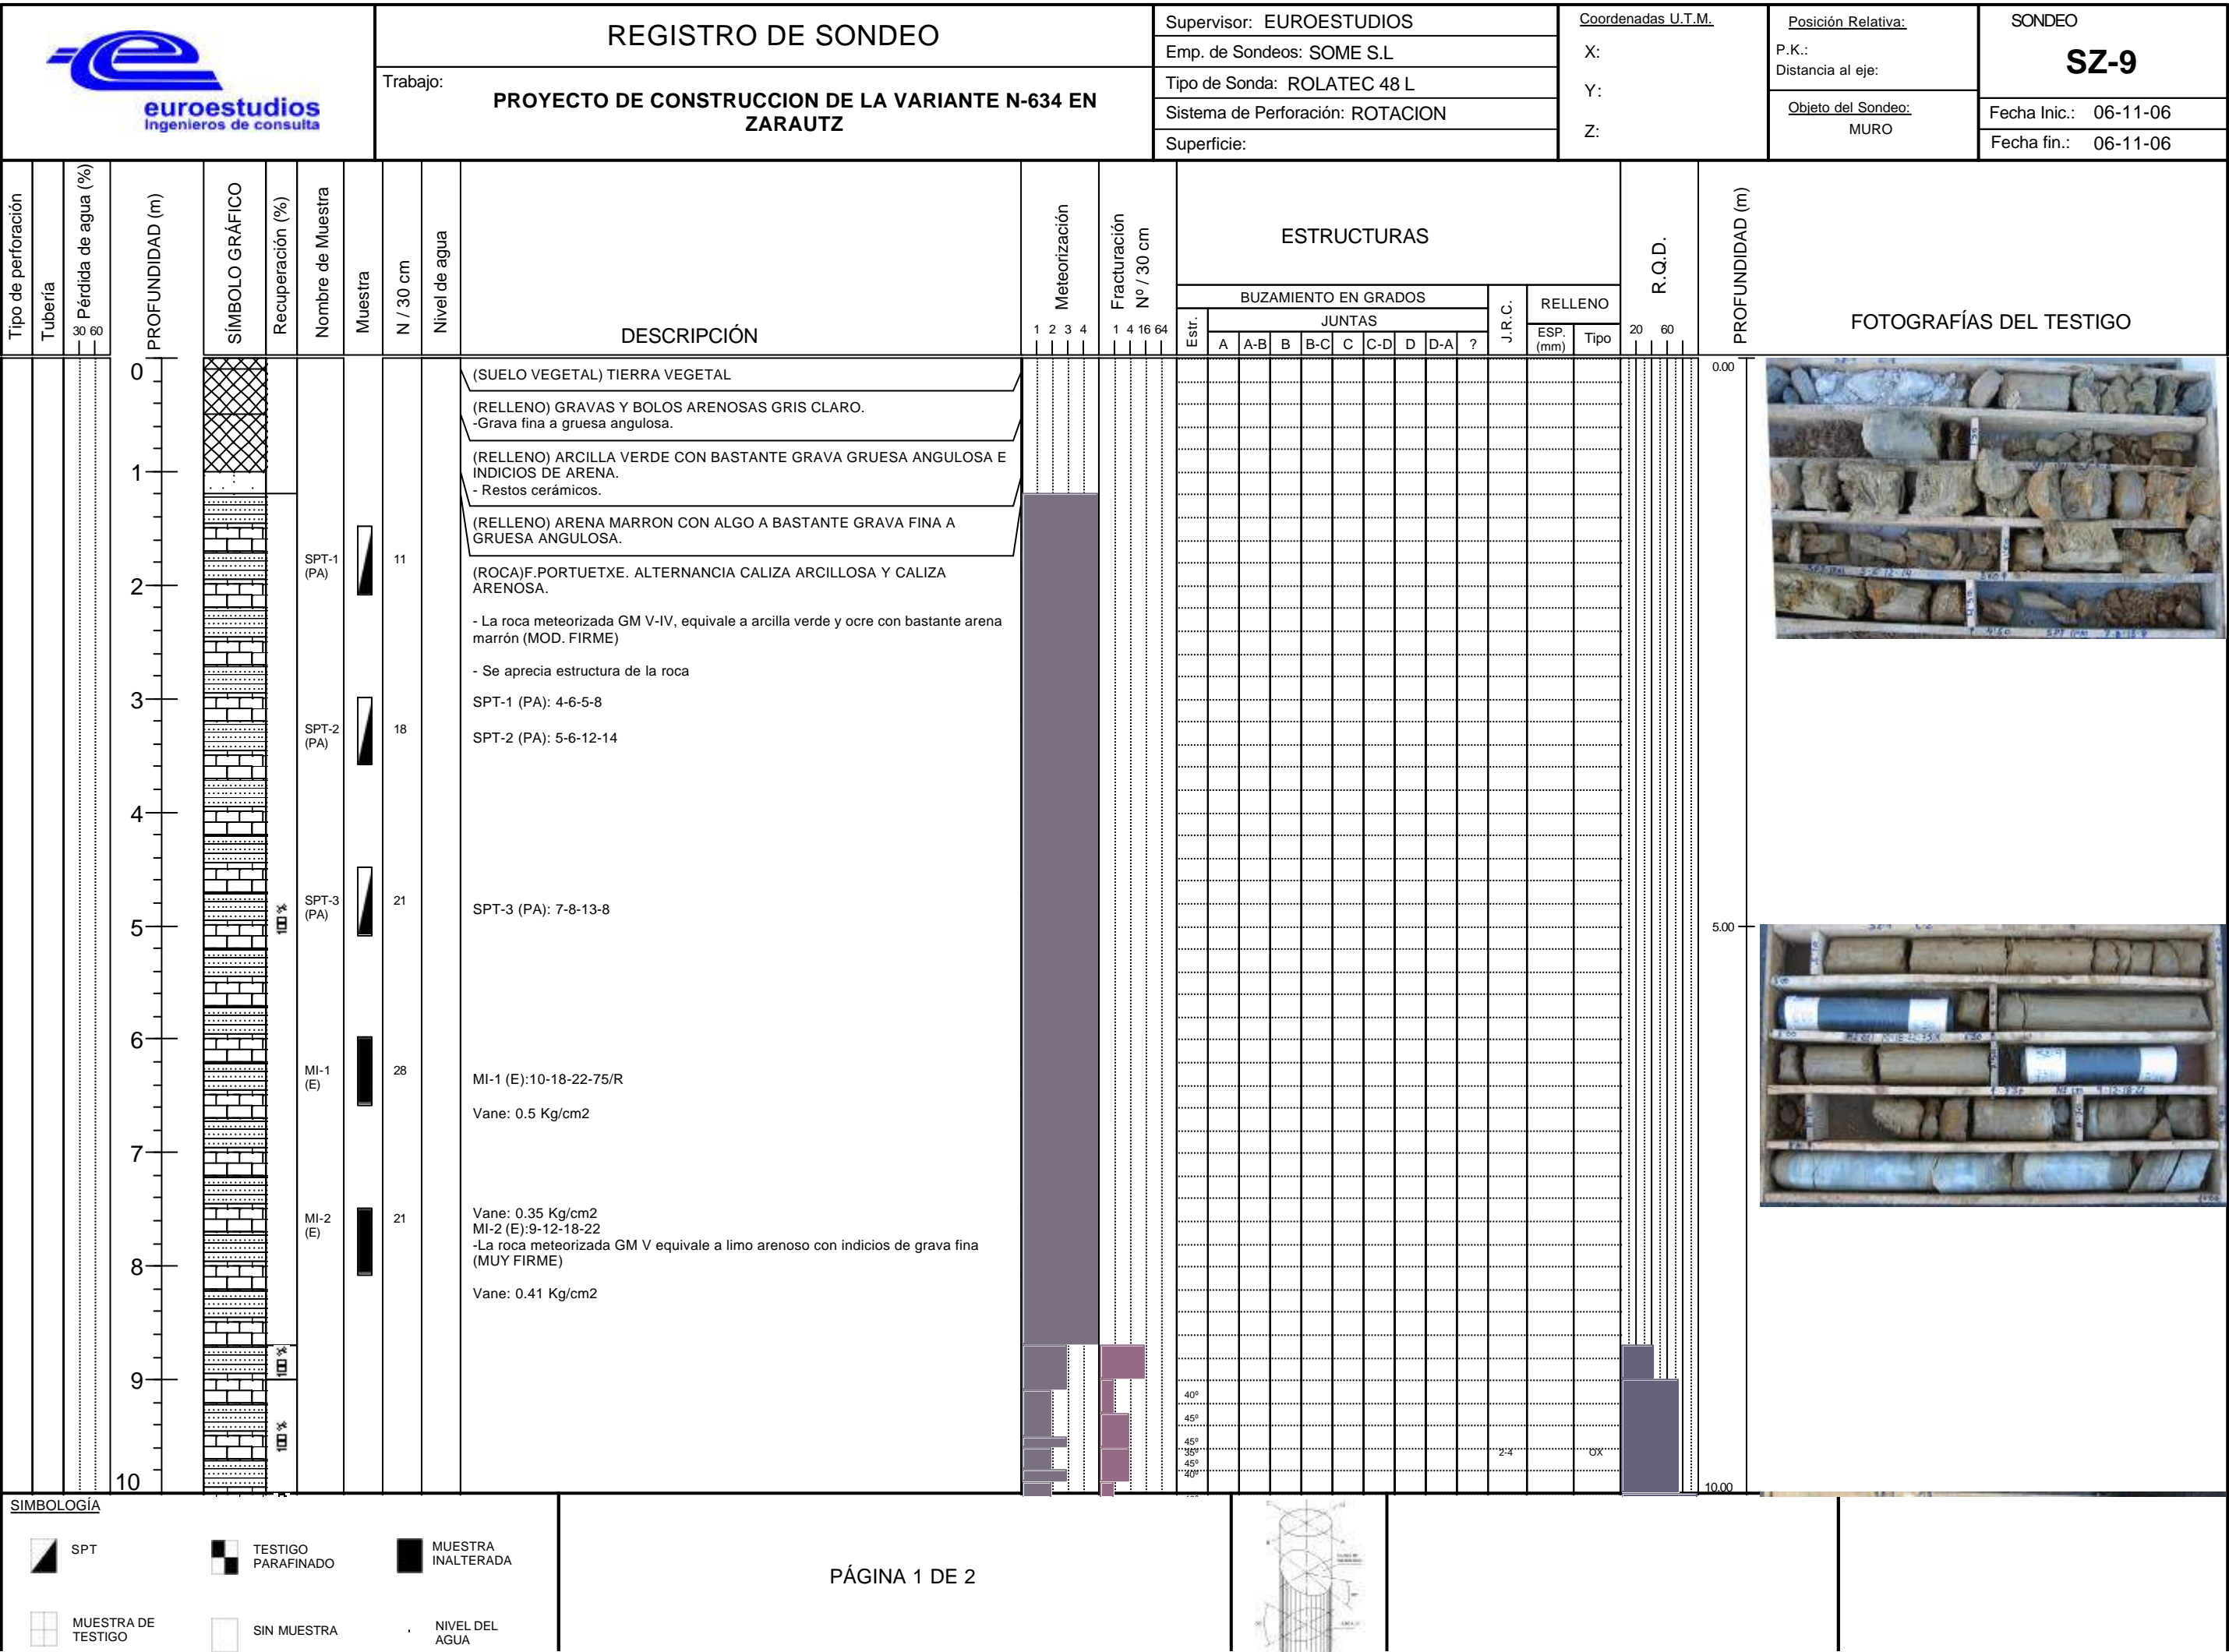 euroestudios
Ingenieros de consulta
REGISTRO DE SONDEO
Trabajo:
PROYECTO DE CONSTRUCCION DE LA VARIANTE N-634 EN
ZARAUTZ
Supervisor: EUROESTUDIOS
Emp. de Sondeos: SOME S.L
Tipo de Sonda: ROLATEC 48 L
Sistema de Perforación: ROTACION
Superficie:
Coordenadas U.T.M.
X:
Y:
Z:
Posición Relativa:
P.K.:
Distancia al eje:
Objeto del Sondeo:
MURO
SONDEO
SZ-9
Fecha Inic.: 06-11-06
Fecha fin.: 06-11-06
Tipo de perforación
Tubería
Pérdida de agua (%)
30 60
PROFUNDIDAD (m)
SÍMBOLO GRÁFICO
Recuperación (%)
Nombre de Muestra
Muestra
N / 30 cm
Nivel de agua
DESCRIPCIÓN
Meteorización
1 2 3 4
Fracturación
Nº / 30 cm
1 4 16 64
ESTRUCTURAS
BUZAMIENTO EN GRADOS
Estr.
JUNTAS
A A-B B B-C C C-D D D-A ?
J.R.C.
RELLENO
ESP.
(mm)
Tipo
R.Q.D.
20 60
PROFUNDIDAD (m)
FOTOGRAFÍAS DEL TESTIGO
0
1
2
3
4
5
6
7
8
9
10
100 %
100 %
100 %
SPT-1
(PA)
11
SPT-2
(PA)
18
SPT-3
(PA)
21
MI-1
(E)
28
MI-2
(E)
21
(SUELO VEGETAL) TIERRA VEGETAL
(RELLENO) GRAVAS Y BOLOS ARENOSAS GRIS CLARO.
-Grava fina a gruesa angulosa.
(RELLENO) ARCILLA VERDE CON BASTANTE GRAVA GRUESA ANGULOSA E
INDICIOS DE ARENA.
- Restos cerámicos.
(RELLENO) ARENA MARRON CON ALGO A BASTANTE GRAVA FINA A
GRUESA ANGULOSA.
(ROCA)F.PORTUETXE. ALTERNANCIA CALIZA ARCILLOSA Y CALIZA
ARENOSA.
- La roca meteorizada GM V-IV, equivale a arcilla verde y ocre con bastante arena
marrón (MOD. FIRME)
- Se aprecia estructura de la roca
SPT-1 (PA): 4-6-5-8
SPT-2 (PA): 5-6-12-14
SPT-3 (PA): 7-8-13-8
MI-1 (E):10-18-22-75/R
Vane: 0.5 Kg/cm2
Vane: 0.35 Kg/cm2
MI-2 (E):9-12-18-22
-La roca meteorizada GM V equivale a limo arenoso con indicios de grava fina
(MUY FIRME)
Vane: 0.41 Kg/cm2
40º
45º
45º
35º
45º
40º
2-4
OX
0.00
5.00
10.00
SIMBOLOGÍA
SPT
TESTIGO
PARAFINADO
MUESTRA
INALTERADA
MUESTRA DE
TESTIGO
SIN MUESTRA
NIVEL DEL
AGUA
PÁGINA 1 DE 2